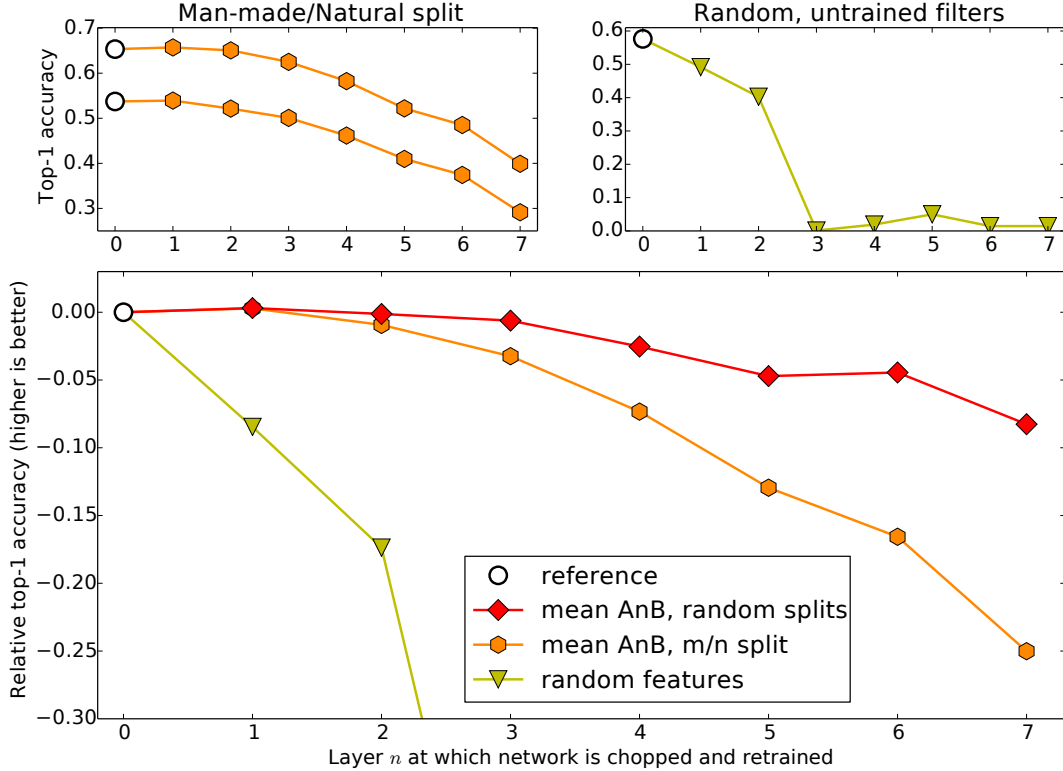 Man-made/Natural split
Top-1 accuracy
0.7
0.6
0.5
0.4
0.3
0 1 2 3 4 5 6 7
Random, untrained filters
0.6
0.5
0.4
0.3
0.2
0.1
0.0
0 1 2 3 4 5 6 7
Relative top-1 accuracy (higher is better)
0.00
−0.05
−0.10
−0.15
−0.20
−0.25
−0.30
reference
mean AnB, random splits
mean AnB, m/n split
random features
0 1 2 3 4 5 6 7
Layer n at which network is chopped and retrained